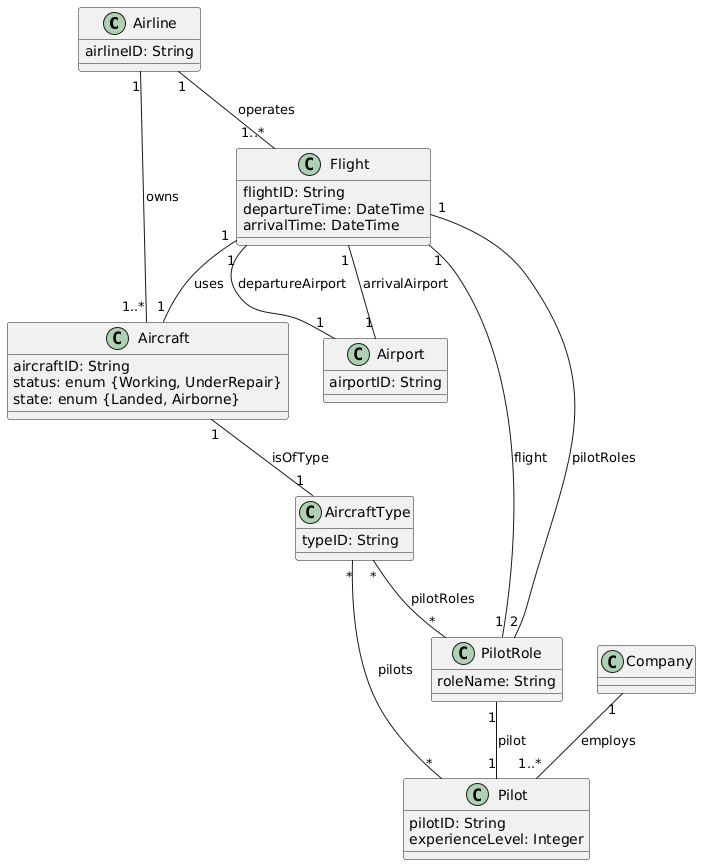 C Airline
airlineID: String
1
1
operates
1..*
C Flight
flightID: String
departureTime: DateTime
arrivalTime: DateTime
owns
1
1
1
1
1
uses
departureAirport
arrivalAirport
1..*
1
1
1
C Aircraft
aircraftID: String
status: enum {Working, UnderRepair}
state: enum {Landed, Airborne}
C Airport
airportID: String
1
isOfType
1
flight
pilotRoles
C AircraftType
typeID: String
*
*
pilotRoles
*
1
2
C PilotRole
roleName: String
C Company
pilots
1
pilot
1
1
employs
1..*
*
C Pilot
pilotID: String
experienceLevel: Integer